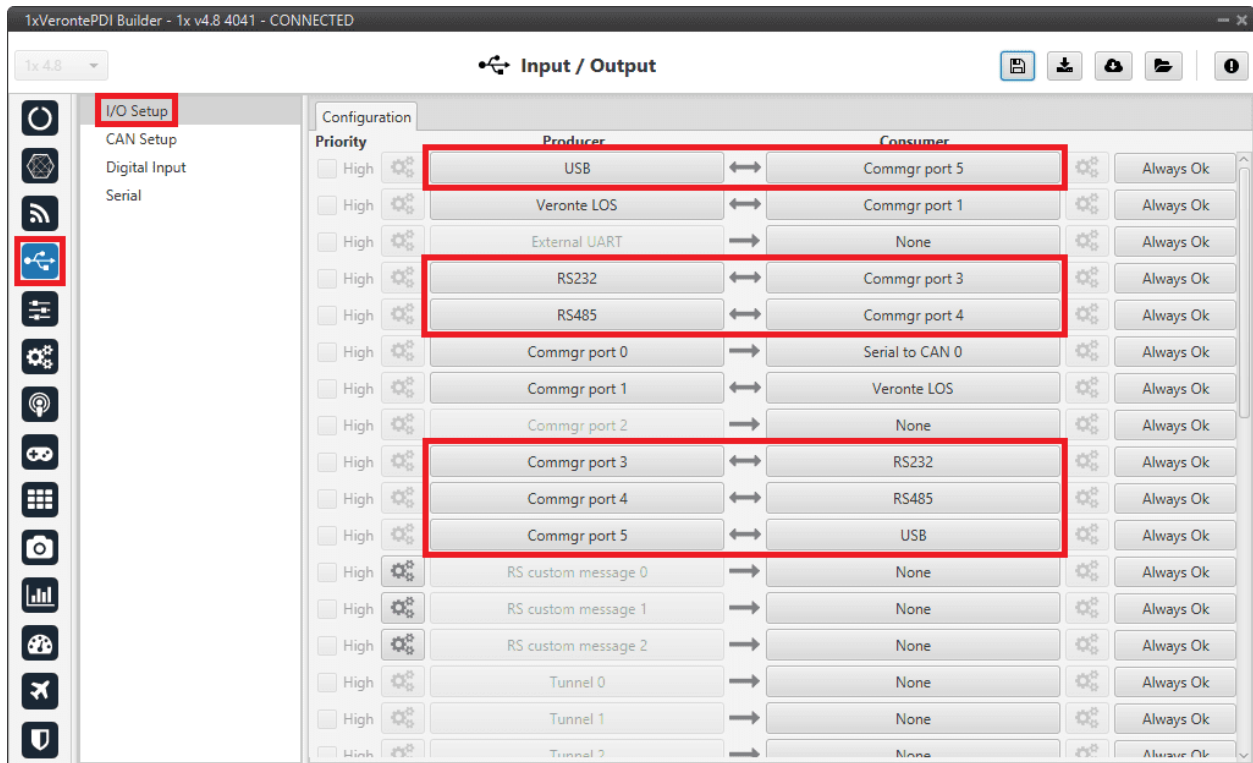 1xVerontePDI Builder - 1x v4.8 4041 - CONNECTED
1x 4.8
Input / Output
I/O Setup
CAN Setup
Digital Input
Serial
Configuration
Priority Producer Consumer
High USB Commgr port 5 Always Ok
High Veronte LOS Commgr port 1 Always Ok
High External UART None Always Ok
High RS232 Commgr port 3 Always Ok
High RS485 Commgr port 4 Always Ok
High Commgr port 0 Serial to CAN 0 Always Ok
High Commgr port 1 Veronte LOS Always Ok
High Commgr port 2 None Always Ok
High Commgr port 3 RS232 Always Ok
High Commgr port 4 RS485 Always Ok
High Commgr port 5 USB Always Ok
High RS custom message 0 None Always Ok
High RS custom message 1 None Always Ok
High RS custom message 2 None Always Ok
High Tunnel 0 None Always Ok
High Tunnel 1 None Always Ok
High Tunnel 2 None Always Ok